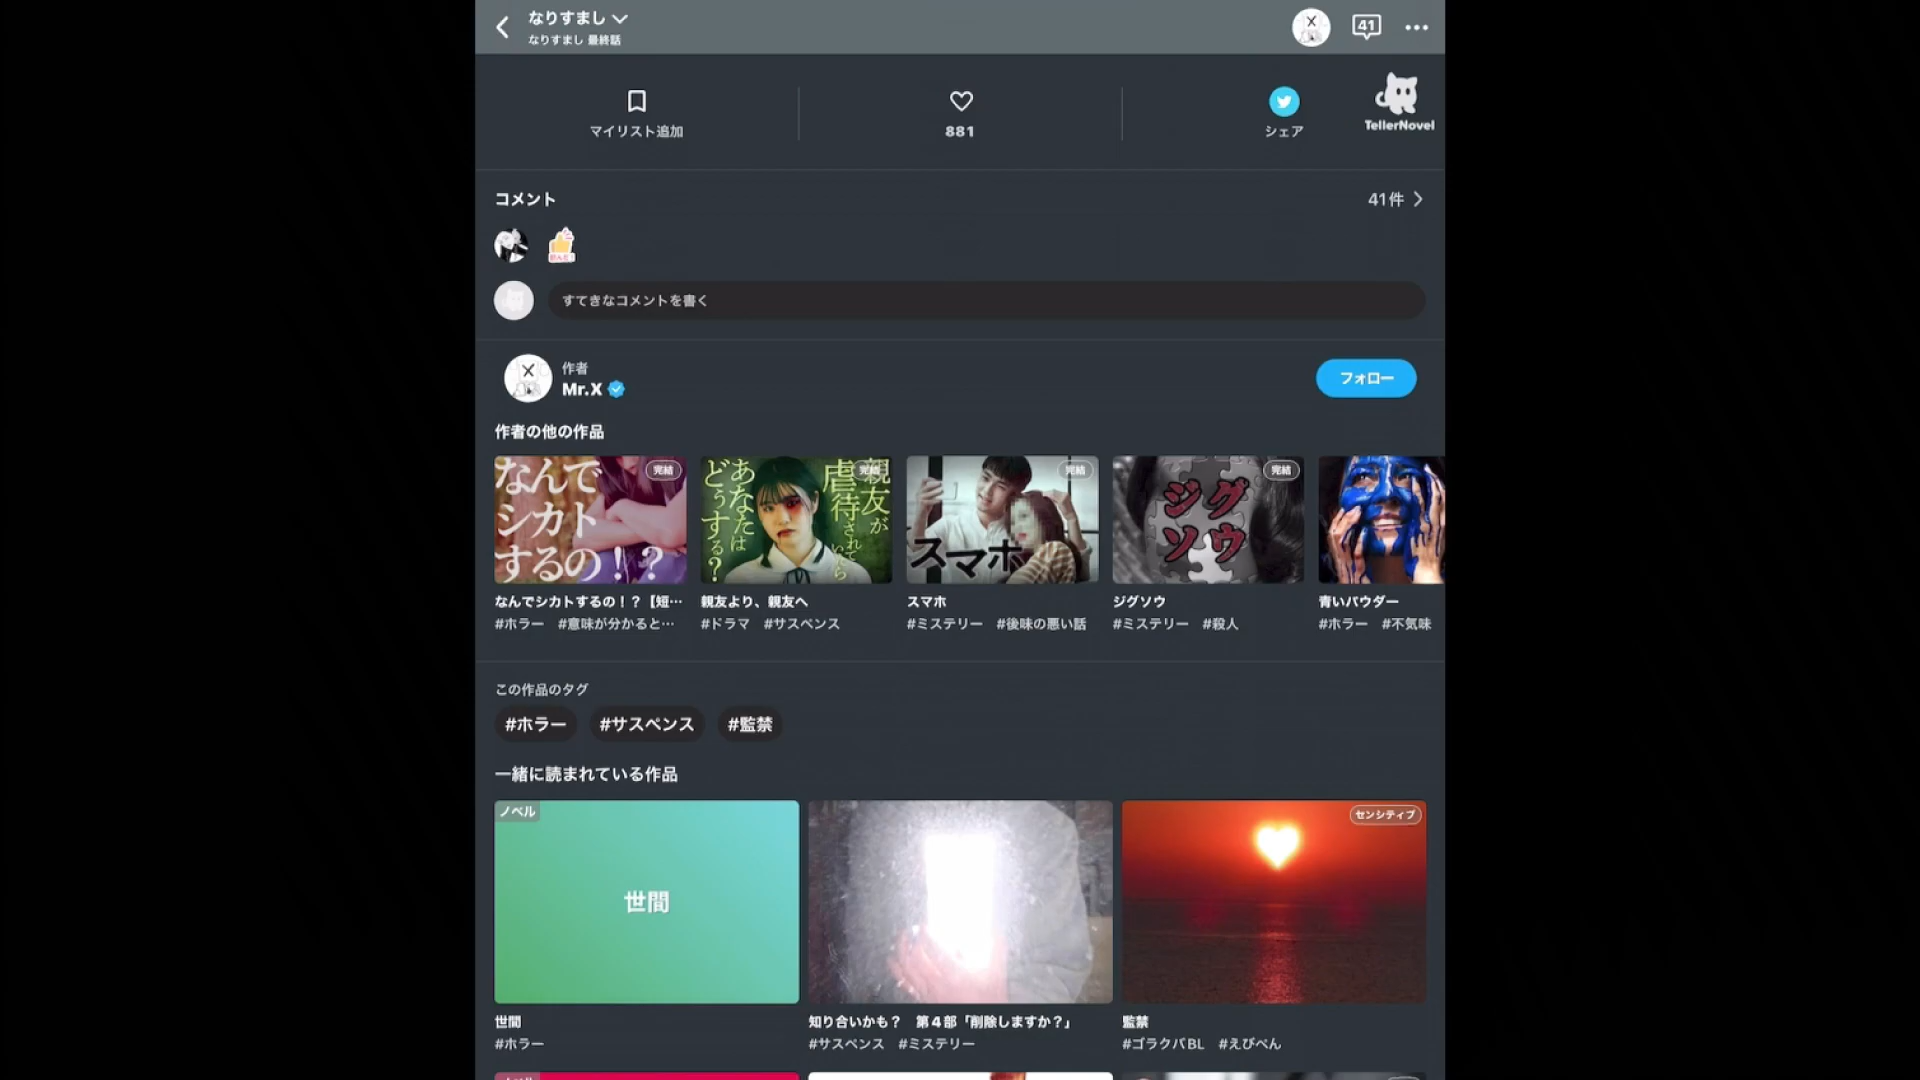 なりすまし
なりすまし 最終話
41
マイリスト追加
881
シェア
TellerNovel
コメント
41件
読んだ!
すてきなコメントを書く
作者
Mr.X
フォロー
作者の他の作品
なんで
シカト
するの！？
完結
親友が
虐待されて
いたら
あなたは
どうする？
完結
スマホ
完結
ジグ
ソウ
完結
なんでシカトするの！？【短…
#ホラー #意味が分かると…
親友より、親友へ
#ドラマ #サスペンス
スマホ
#ミステリー #後味の悪い話
ジグソウ
#ミステリー #殺人
青いパウダー
#ホラー #不気味
この作品のタグ
#ホラー
#サスペンス
#監禁
一緒に読まれている作品
ノベル
世間
センシティブ
世間
#ホラー
知り合いかも？ 第４部「削除しますか？」
#サスペンス #ミステリー
監禁
#ゴラクバBL #えびぺん